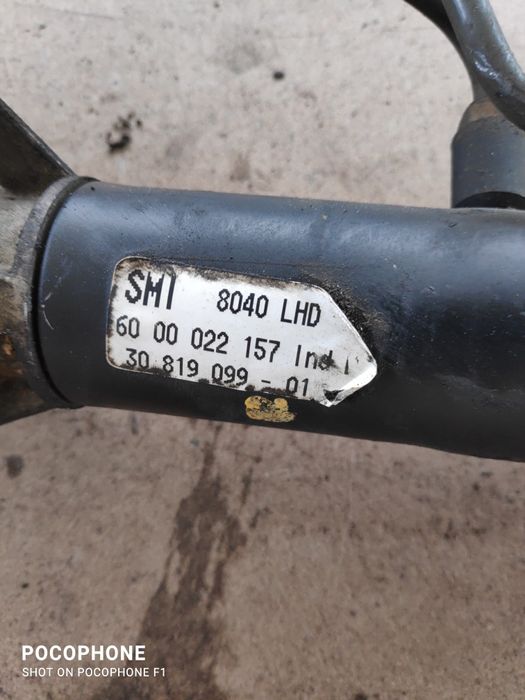 SMI 8040 LHD
60 00 022 157 Ind
30 819 099 - 01
POCOPHONE
SHOT ON POCOPHONE F1